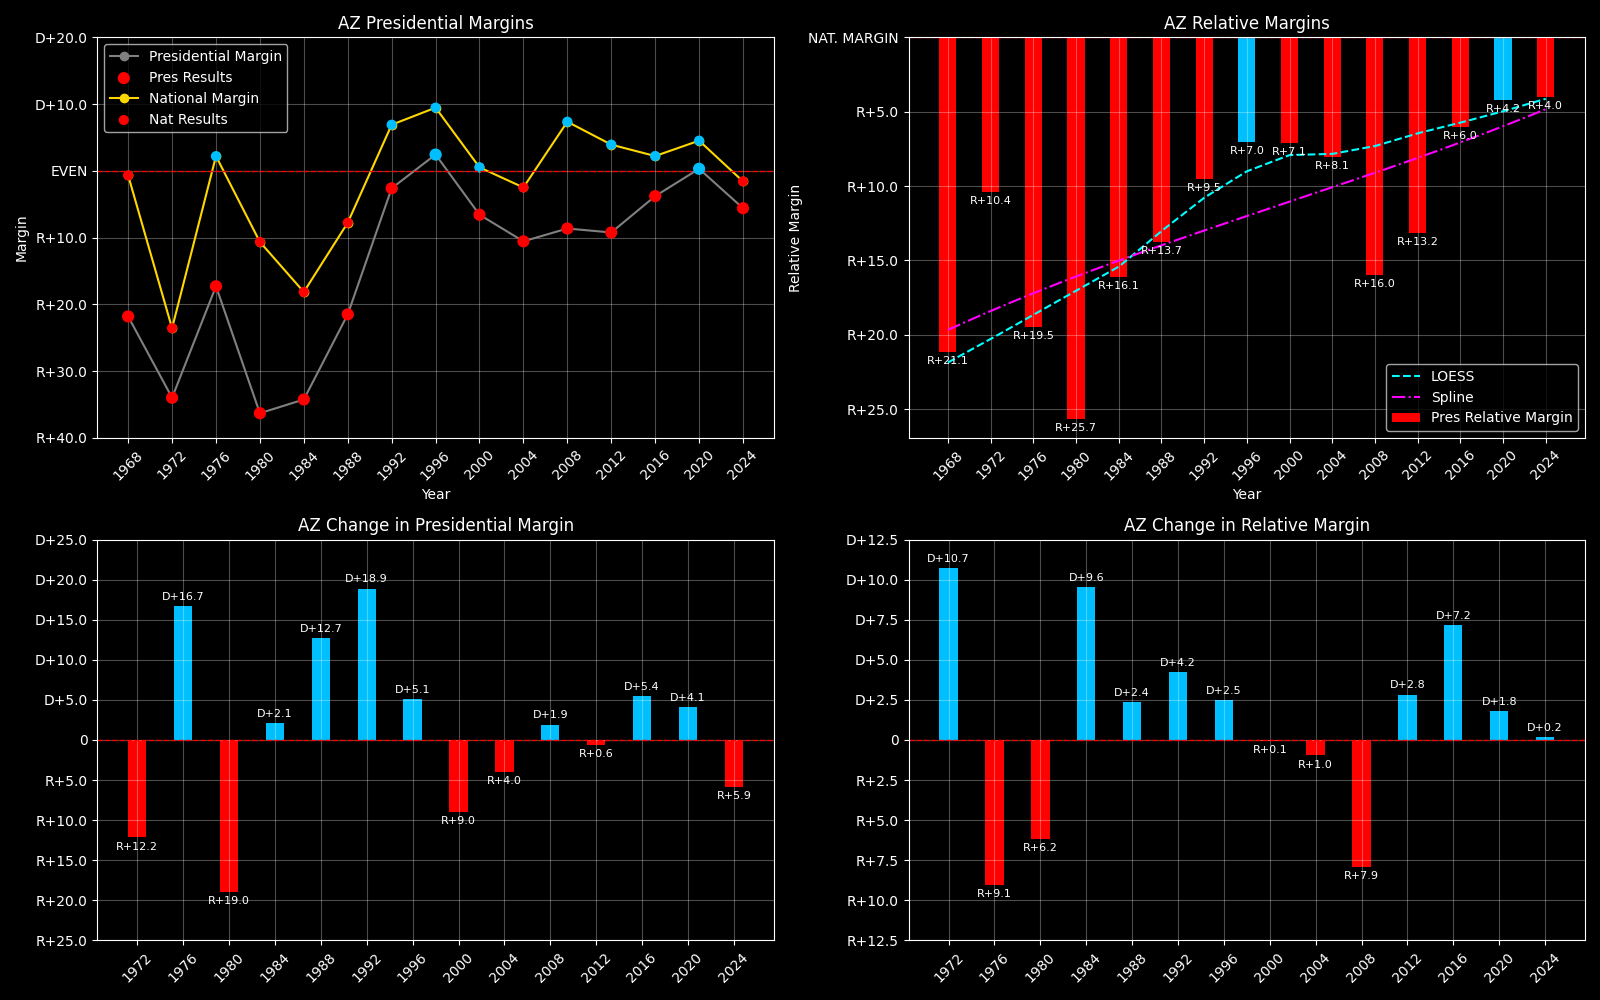 AZ Presidential Margins
D+20.0
D+10.0
EVEN
R+10.0
R+20.0
R+30.0
R+40.0
Margin
Presidential Margin
Pres Results
National Margin
Nat Results
1968
1972
1976
1980
1984
1988
1992
1996
2000
2004
2008
2012
2016
2020
2024
Year
AZ Relative Margins
NAT. MARGIN
R+5.0
R+10.0
R+15.0
R+20.0
R+25.0
Relative Margin
R+21.1
R+10.4
R+19.5
R+25.7
R+16.1
R+13.7
R+9.5
R+7.0
R+7.1
R+8.1
R+16.0
R+13.2
R+6.0
R+4.2
R+4.0
LOESS
Spline
Pres Relative Margin
1968
1972
1976
1980
1984
1988
1992
1996
2000
2004
2008
2012
2016
2020
2024
Year
AZ Change in Presidential Margin
D+25.0
D+20.0
D+15.0
D+10.0
D+5.0
0
R+5.0
R+10.0
R+15.0
R+20.0
R+25.0
R+12.2
D+16.7
R+19.0
D+2.1
D+12.7
D+18.9
D+5.1
R+9.0
R+4.0
D+1.9
R+0.6
D+5.4
D+4.1
R+5.9
1972
1976
1980
1984
1988
1992
1996
2000
2004
2008
2012
2016
2020
2024
AZ Change in Relative Margin
D+12.5
D+10.0
D+7.5
D+5.0
D+2.5
0
R+2.5
R+5.0
R+7.5
R+10.0
R+12.5
D+10.7
R+9.1
R+6.2
D+9.6
D+2.4
D+4.2
D+2.5
R+0.1
R+1.0
R+7.9
D+2.8
D+7.2
D+1.8
D+0.2
1972
1976
1980
1984
1988
1992
1996
2000
2004
2008
2012
2016
2020
2024